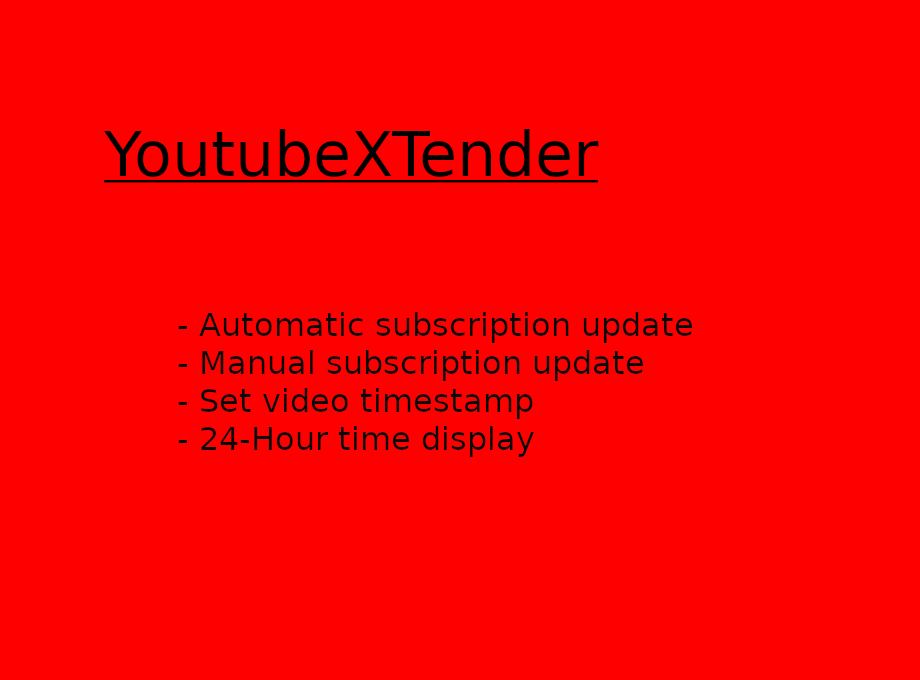 YoutubeXTender
- Automatic subscription update
- Manual subscription update
- Set video timestamp
- 24-Hour time display